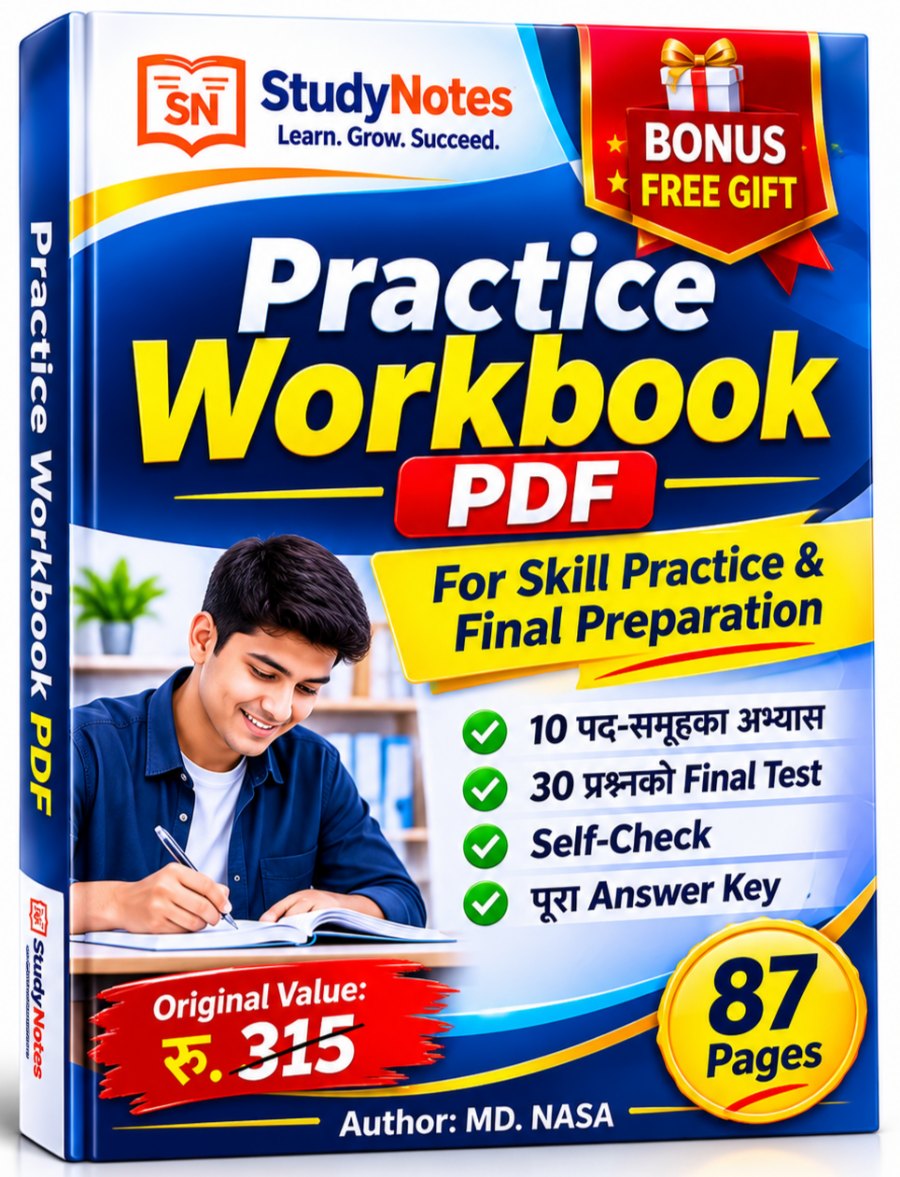 SN
StudyNotes
Learn. Grow. Succeed.
BONUS
FREE GIFT
Practice
Workbook
PDF
For Skill Practice &
Final Preparation
10 पद-समूहका अभ्यास
30 प्रश्नको Final Test
Self-Check
पूरा Answer Key
Original Value:
रु. 315
87
Pages
Author: MD. NASA
Practice Workbook PDF
StudyNotes